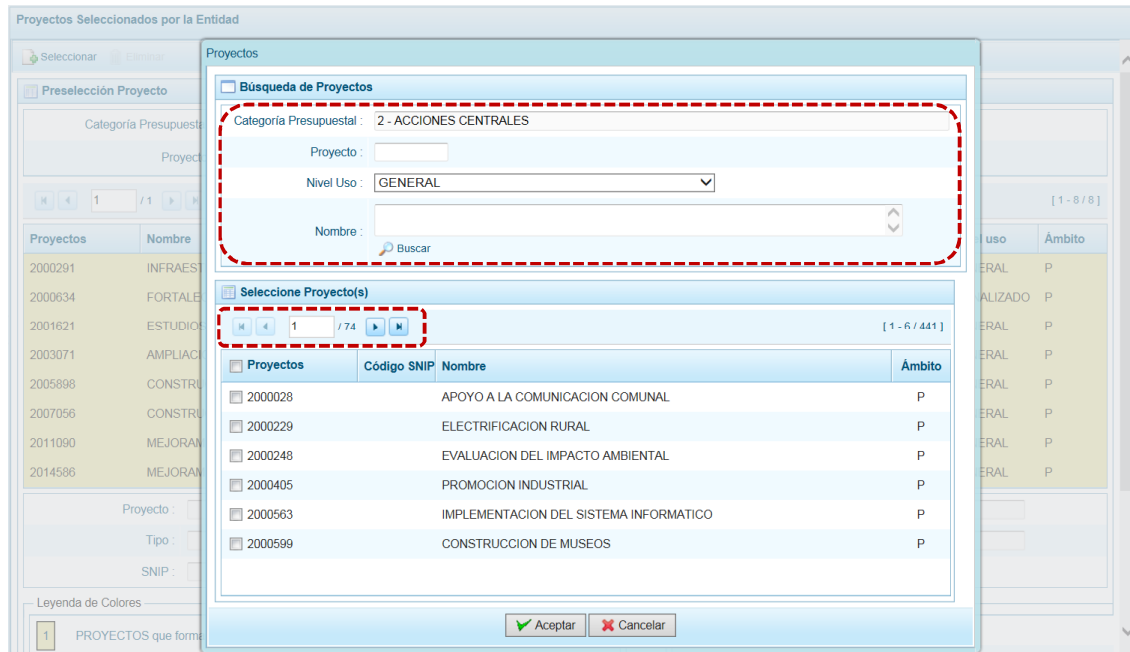 Proyectos Seleccionados por la Entidad
Seleccionar Eliminar
Preselección Proyecto
Categoría Presupuesta
Proyect
1 / 1 [ 1 - 8 / 8 ]
Proyectos Nombre l uso Ámbito
2000291 INFRAEST ERAL P
2000634 FORTALE ALIZADO P
2001621 ESTUDIOS ERAL P
2003071 AMPLIACI ERAL P
2005898 CONSTRU ERAL P
2007056 CONSTRU ERAL P
2011090 MEJORAM ERAL P
2014586 MEJORAM ERAL P
Proyecto :
Tipo :
SNIP :
Leyenda de Colores
1 PROYECTOS que forma
Proyectos
Búsqueda de Proyectos
Categoría Presupuestal : 2 - ACCIONES CENTRALES
Proyecto :
Nivel Uso : GENERAL
Nombre :
Buscar
Seleccione Proyecto(s)
1 / 74 [ 1 - 6 / 441 ]
Proyectos Código SNIP Nombre Ámbito
2000028 APOYO A LA COMUNICACION COMUNAL P
2000229 ELECTRIFICACION RURAL P
2000248 EVALUACION DEL IMPACTO AMBIENTAL P
2000405 PROMOCION INDUSTRIAL P
2000563 IMPLEMENTACION DEL SISTEMA INFORMATICO P
2000599 CONSTRUCCION DE MUSEOS P
Aceptar Cancelar